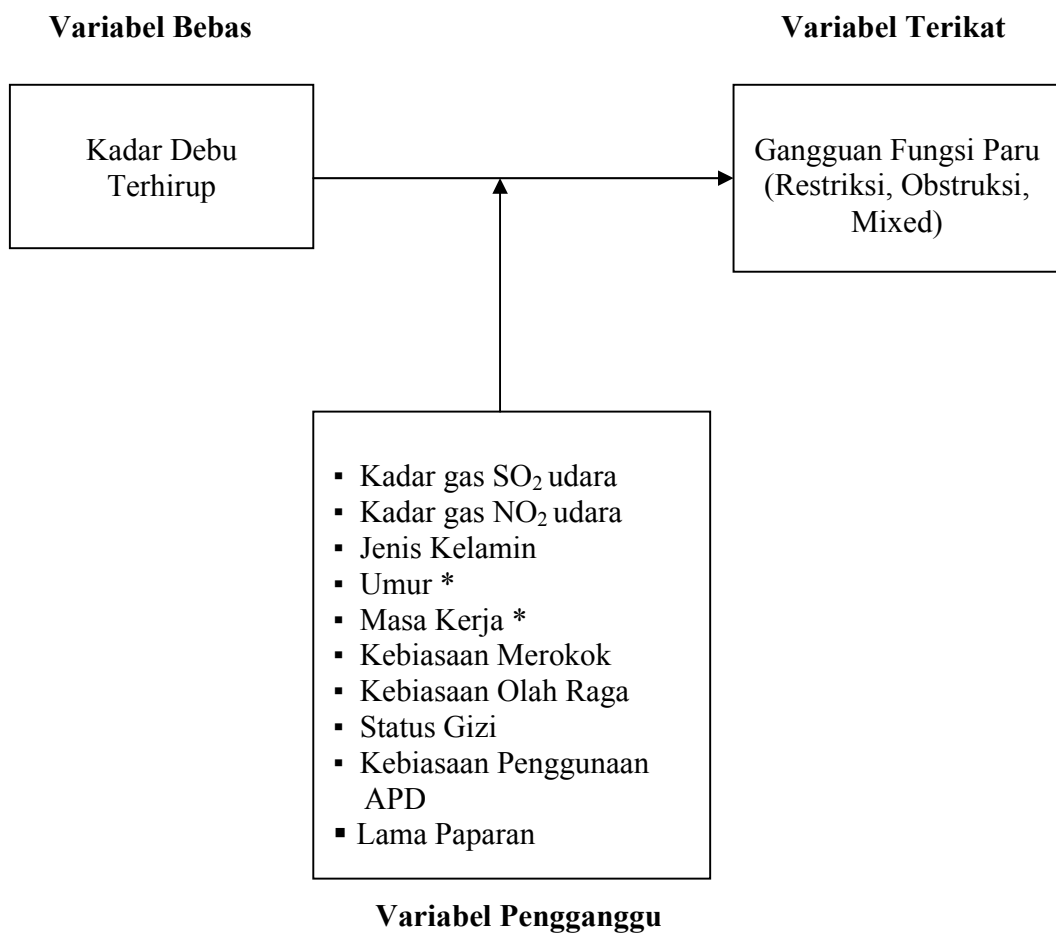 Variabel Bebas
Variabel Terikat
Kadar Debu
Terhirup
Gangguan Fungsi Paru
(Restriksi, Obstruksi,
Mixed)
▪ Kadar gas SO₂ udara
▪ Kadar gas NO₂ udara
▪ Jenis Kelamin
▪ Umur *
▪ Masa Kerja *
▪ Kebiasaan Merokok
▪ Kebiasaan Olah Raga
▪ Status Gizi
▪ Kebiasaan Penggunaan
APD
▪ Lama Paparan
Variabel Pengganggu